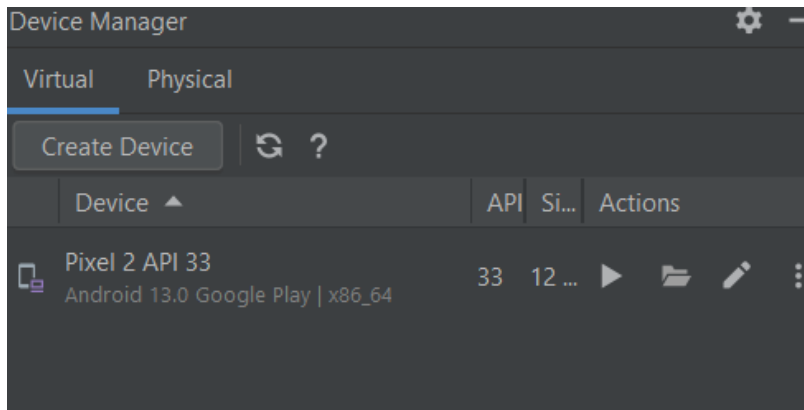 Device Manager
Virtual Physical
Create Device ?
Device API Si... Actions
Pixel 2 API 33 33 12 ...
Android 13.0 Google Play | x86_64